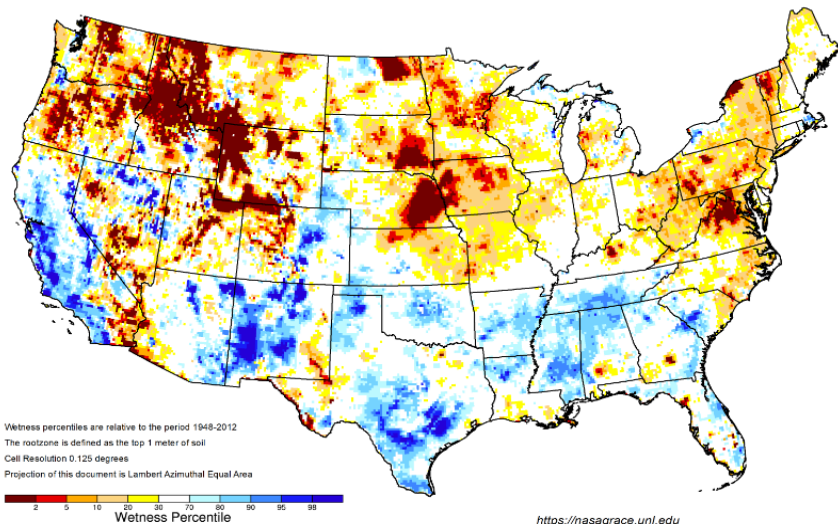 Wetness percentiles are relative to the period 1948-2012
The rootzone is defined as the top 1 meter of soil
Cell Resolution 0.125 degrees
Projection of this document is Lambert Azimuthal Equal Area
2 5 10 20 30 70 80 90 95 98
Wetness Percentile
https://nasagrace.unl.edu